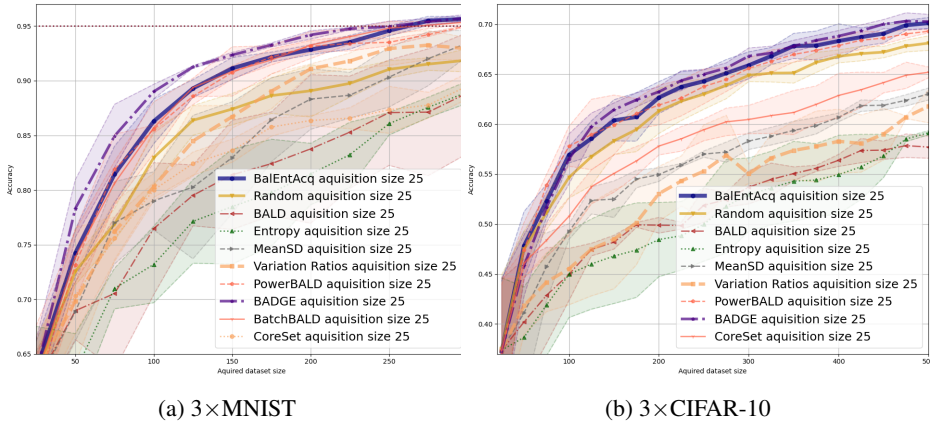 0.95
0.90
0.85
0.80
0.75
0.70
0.65
Accuracy
50
100
150
200
250
Aquired dataset size
BalEntAcq aquisition size 25
Random aquisition size 25
BALD aquisition size 25
Entropy aquisition size 25
MeanSD aquisition size 25
Variation Ratios aquisition size 25
PowerBALD aquisition size 25
BADGE aquisition size 25
BatchBALD aquisition size 25
CoreSet aquisition size 25
(a) 3×MNIST
0.70
0.65
0.60
0.55
0.50
0.45
0.40
Accuracy
100
200
300
400
500
Aquired dataset size
BalEntAcq aquisition size 25
Random aquisition size 25
BALD aquisition size 25
Entropy aquisition size 25
MeanSD aquisition size 25
Variation Ratios aquisition size 25
PowerBALD aquisition size 25
BADGE aquisition size 25
CoreSet aquisition size 25
(b) 3×CIFAR-10